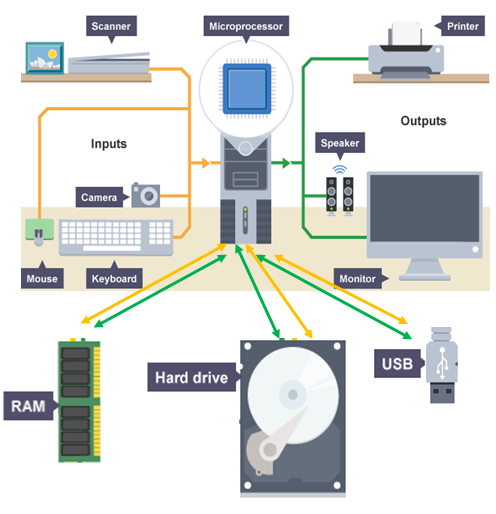 Scanner
Microprocessor
Printer
Inputs
Outputs
Speaker
Camera
Mouse
Keyboard
Monitor
RAM
Hard drive
USB